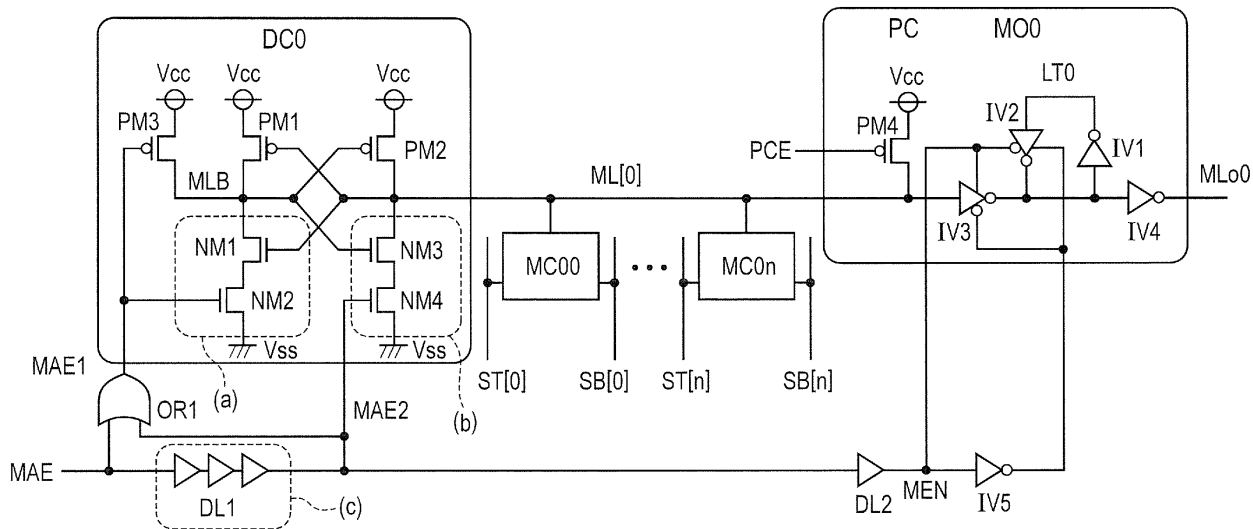 DC0
PC MO0
Vcc Vcc Vcc
Vcc
LT0
PM3 PM1 PM2
PM4
IV2
IV1
PCE
MLB
ML[0]
MLo0
IV3 IV4
NM1 NM3
MC00 • • • MC0n
NM2 NM4
Vss Vss
MAE1
(a)
ST[0] SB[0] ST[n] SB[n]
OR1
MAE2
(b)
MAE
DL1
(c)
DL2
MEN
IV5